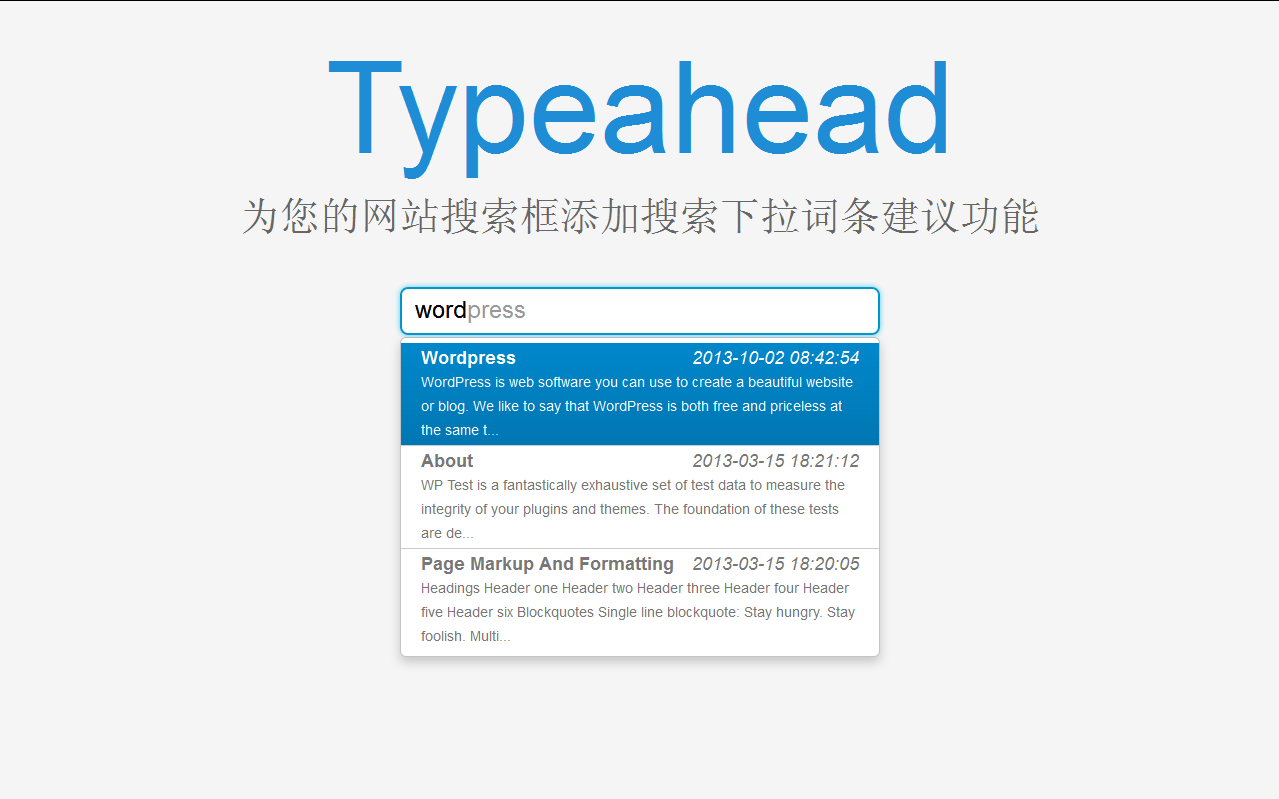 Typeahead
为您的网站搜索框添加搜索下拉词条建议功能
wordpress
Wordpress 2013-10-02 08:42:54
WordPress is web software you can use to create a beautiful website
or blog. We like to say that WordPress is both free and priceless at
the same t...
About 2013-03-15 18:21:12
WP Test is a fantastically exhaustive set of test data to measure the
integrity of your plugins and themes. The foundation of these tests
are de...
Page Markup And Formatting 2013-03-15 18:20:05
Headings Header one Header two Header three Header four Header
five Header six Blockquotes Single line blockquote: Stay hungry. Stay
foolish. Multi...